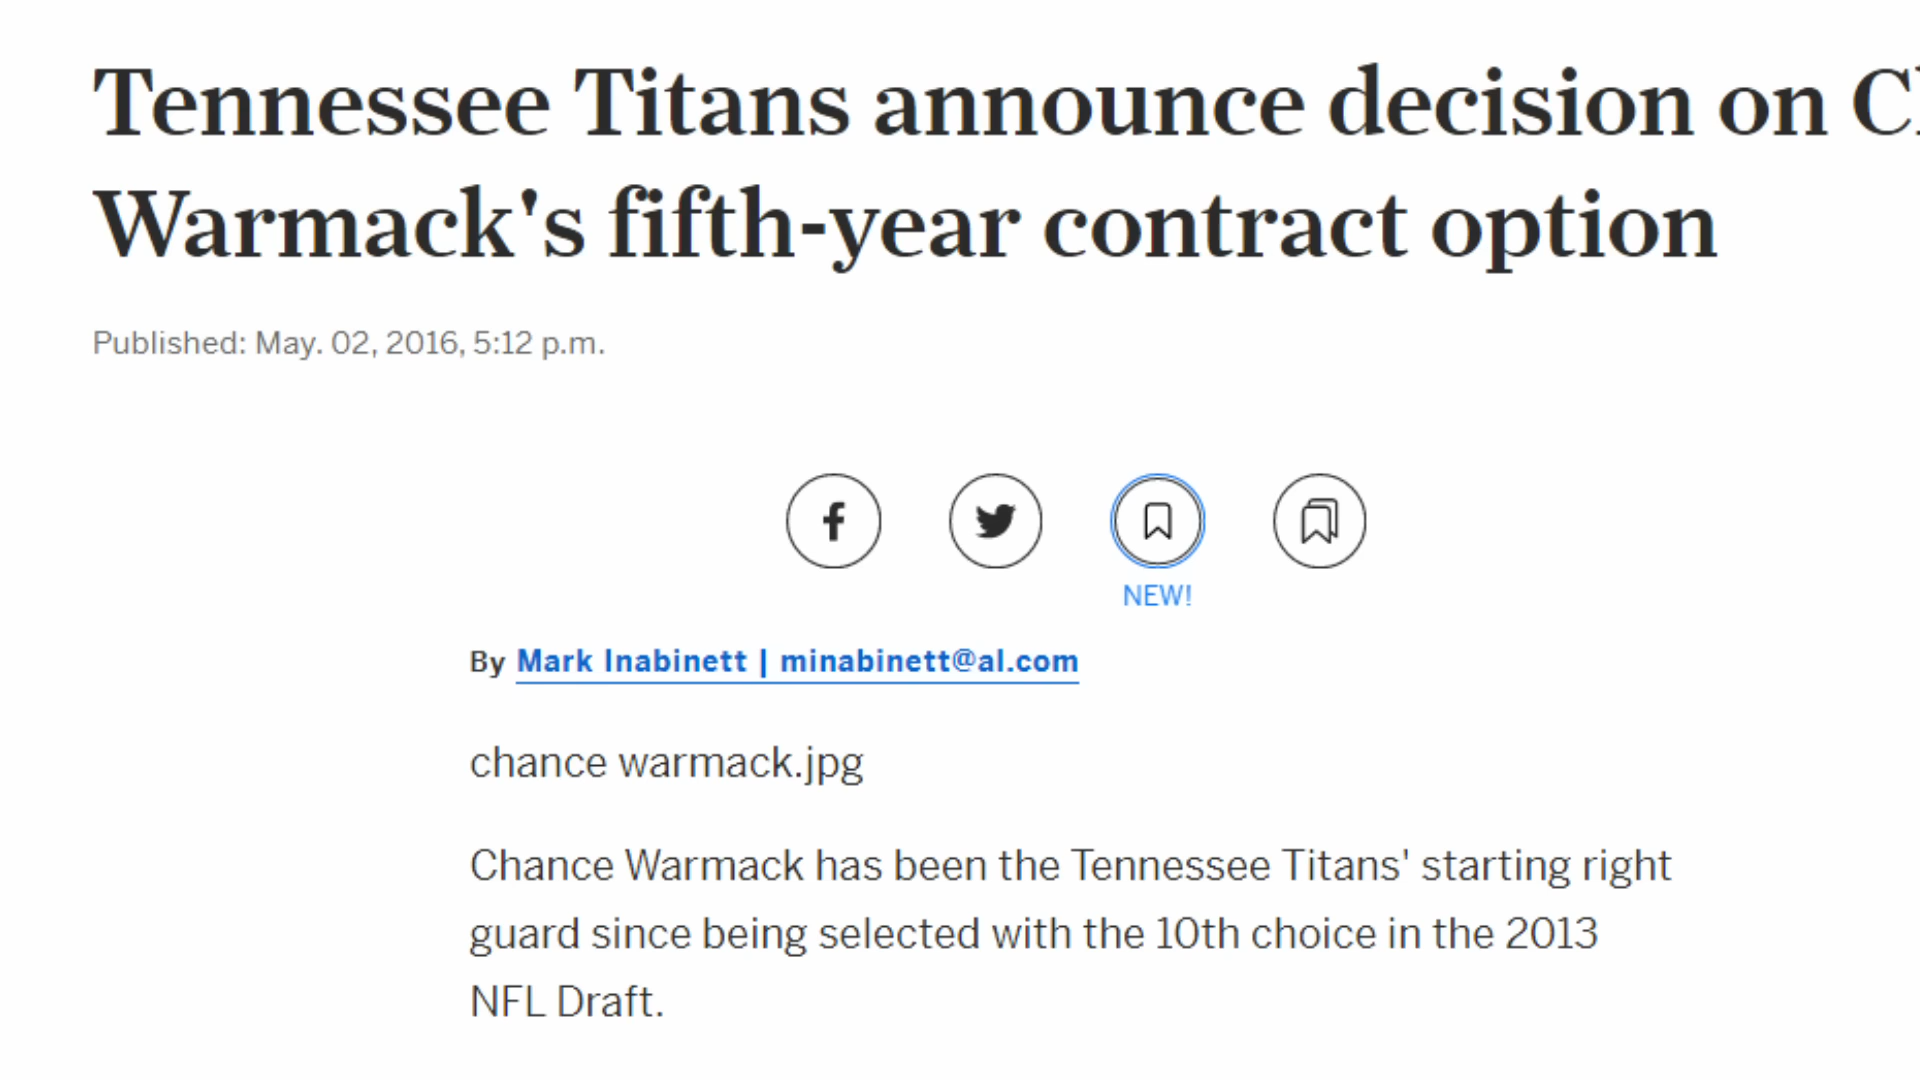 Tennessee Titans announce decision on C
Warmack's fifth-year contract option
Published: May. 02, 2016, 5:12 p.m.
NEW!
By Mark Inabinett | minabinett@al.com
chance warmack.jpg
Chance Warmack has been the Tennessee Titans' starting right
guard since being selected with the 10th choice in the 2013
NFL Draft.